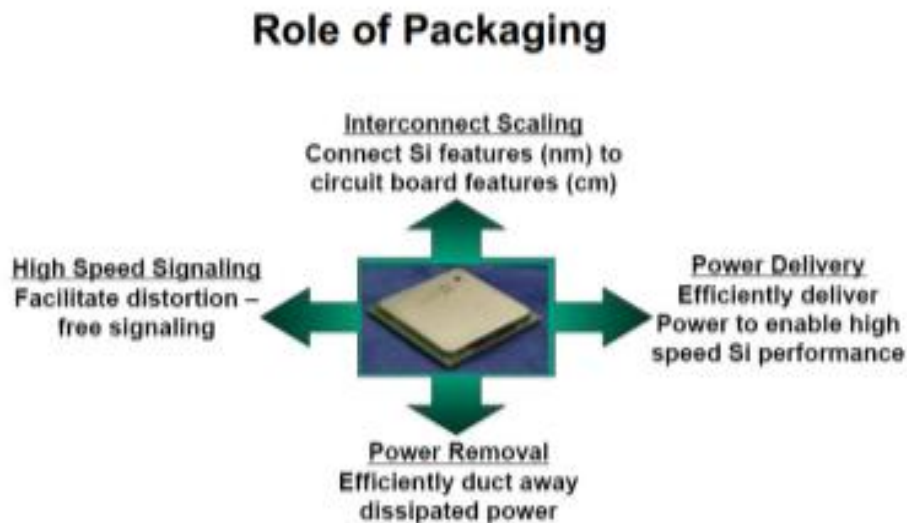 Role of Packaging
Interconnect Scaling
Connect Si features (nm) to
circuit board features (cm)
High Speed Signaling
Facilitate distortion –
free signaling
Power Delivery
Efficiently deliver
Power to enable high
speed Si performance
Power Removal
Efficiently duct away
dissipated power